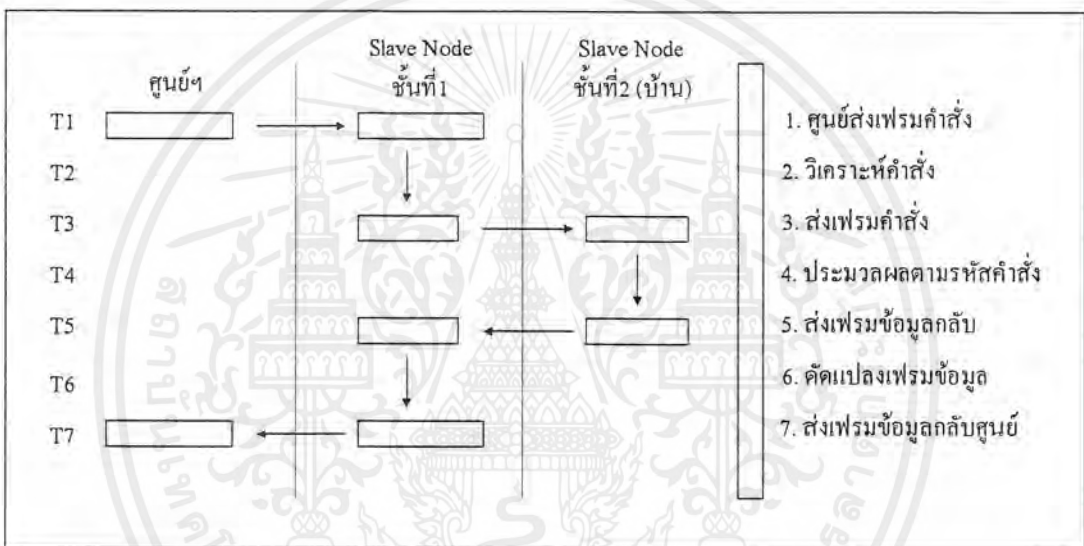 Slave Node
Slave Node
ศูนย์ฯ
ชั้นที่1
ชั้นที่2 (บ้าน)
T1
1. ศูนย์ส่งเฟรมคำสั่ง
T2
2. วิเคราะห์คำสั่ง
T3
3. ส่งเฟรมคำสั่ง
T4
4. ประมวลผลตามรหัสคำสั่ง
T5
5. ส่งเฟรมข้อมูลกลับ
T6
6. ดัดแปลงเฟรมข้อมูล
T7
7. ส่งเฟรมข้อมูลกลับศูนย์